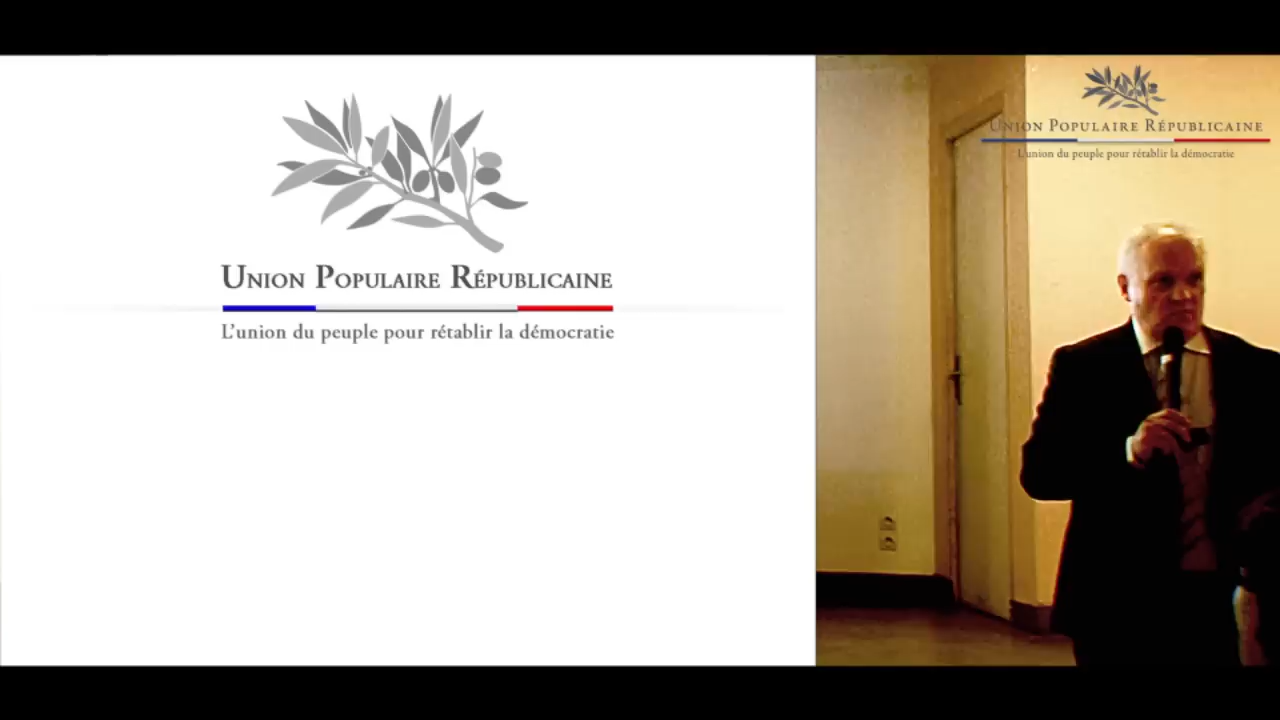 Union Populaire Républicaine
L'union du peuple pour rétablir la démocratie
Union Populaire Républicaine
L'union du peuple pour rétablir la démocratie